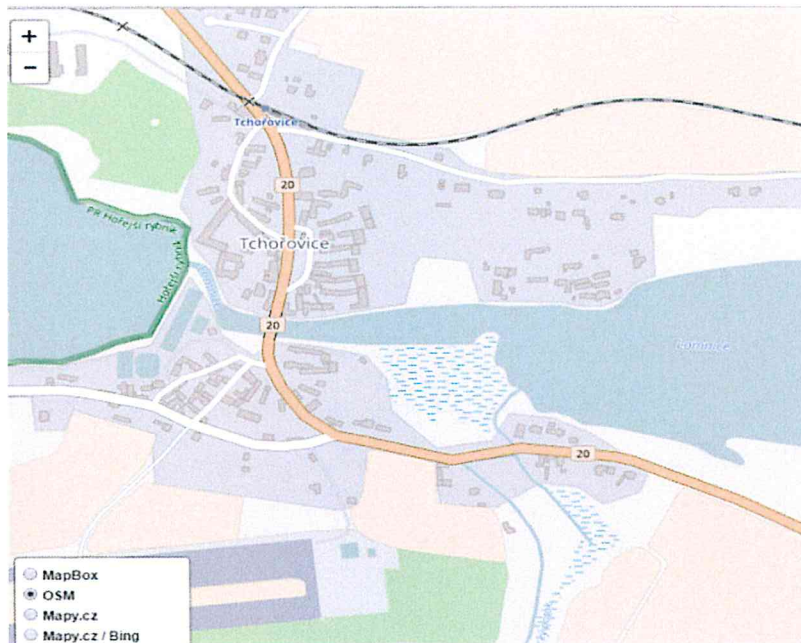 +
−
Tchořovice
20
PR Hořejší rybník
Hořejší rybník
Tchořovice
20
Lomnice
20
MapBox
OSM
Mapy.cz
Mapy.cz / Bing